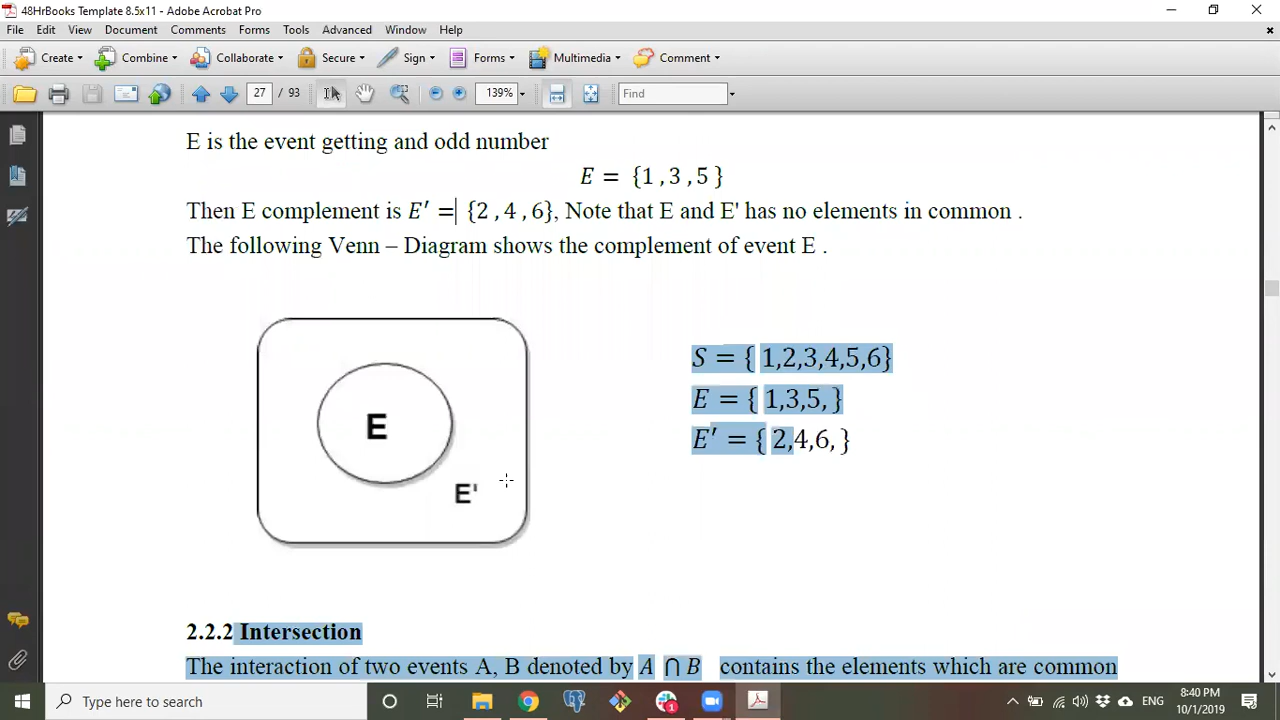 48HrBooks Template 8.5x11 - Adobe Acrobat Pro
File Edit View Document Comments Forms Tools Advanced Window Help
Create Combine Collaborate Secure Sign Forms Multimedia Comment
27 / 93 139% Find
E is the event getting and odd number
E = {1 ,3 ,5 }
Then E complement is E′ = {2 , 4 , 6}, Note that E and E' has no elements in common .
The following Venn – Diagram shows the complement of event E .
S = { 1,2,3,4,5,6}
E = { 1,3,5, }
E′ = { 2,4,6, }
E
E'
2.2.2 Intersection
The interaction of two events A, B denoted by A ⋂ B contains the elements which are common
Type here to search
1
ENG
8:40 PM
10/1/2019